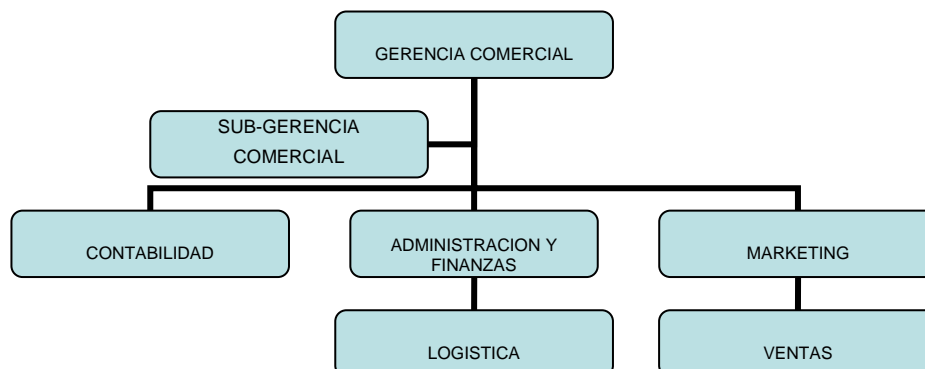 GERENCIA COMERCIAL
SUB-GERENCIA
COMERCIAL
CONTABILIDAD
ADMINISTRACION Y
FINANZAS
MARKETING
LOGISTICA
VENTAS